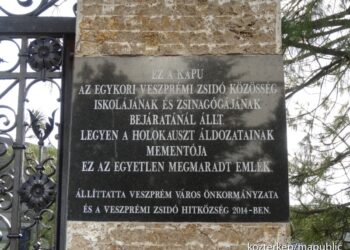 EZ A KAPU
AZ EGYKORI VESZPRÉMI ZSIDÓ KÖZÖSSÉG
ISKOLÁJÁNAK ÉS ZSINAGÓGÁJÁNAK
BEJÁRATÁNÁL ÁLLT.
LEGYEN A HOLOKAUSZT ÁLDOZATAINAK
MEMENTÓJA
EZ AZ EGYETLEN MEGMARADT EMLÉK.
ÁLLÍTTATTA VESZPRÉM VÁROS ÖNKORMÁNYZATA
ÉS A VESZPRÉMI ZSIDÓ HITKÖZSÉG 2014-BEN.
kozterkep/mapublic